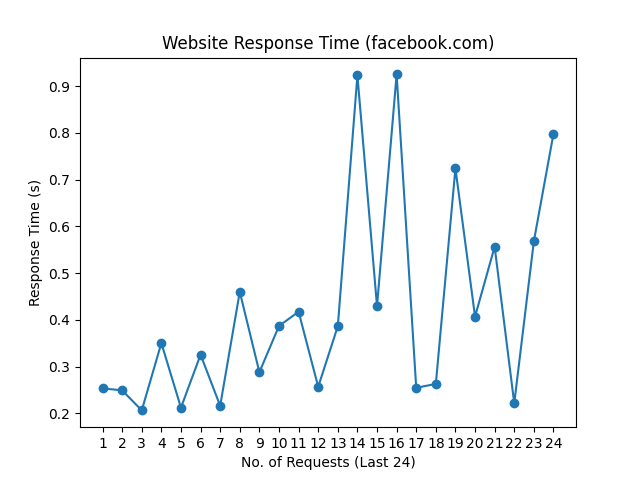 Website Response Time (facebook.com)
Response Time (s)
0.9
0.8
0.7
0.6
0.5
0.4
0.3
0.2
1 2 3 4 5 6 7 8 9 10 11 12 13 14 15 16 17 18 19 20 21 22 23 24
No. of Requests (Last 24)